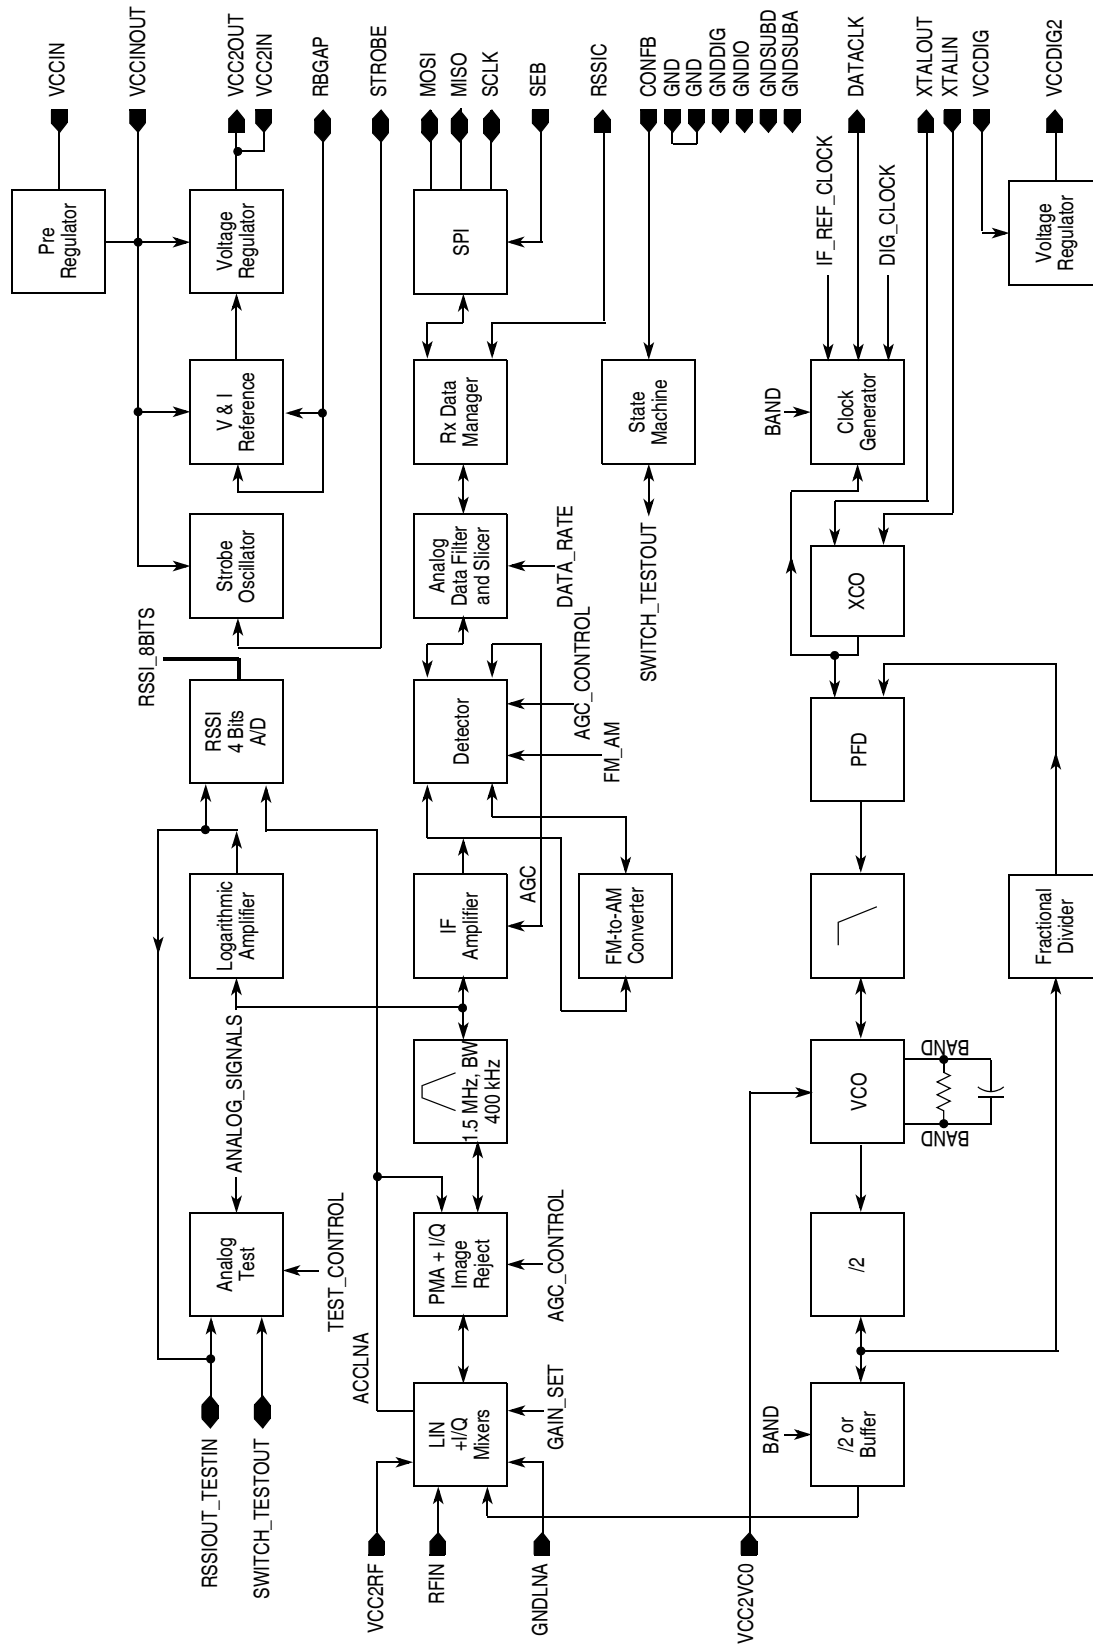 RSSIOUT_TESTIN
SWITCH_TESTOUT
VCC2RF
RFIN
GNDLNA
VCC2VC0
Analog
Test
TEST_CONTROL
ANALOG_SIGNALS
Logarithmic
Amplifier
RSSI
4 Bits
A/D
RSSI_8BITS
Strobe
Oscillator
V & I
Reference
Voltage
Regulator
Pre
Regulator
VCCIN
VCCINOUT
VCC2OUT
VCC2IN
RBGAP
STROBE
ACCLNA
LIN
+I/Q
Mixers
GAIN_SET
PMA + I/Q
Image
Reject
AGC_CONTROL
1.5 MHz, BW
400 kHz
IF
Amplifier
AGC
FM-to-AM
Converter
Detector
FM_AM
AGC_CONTROL
Analog
Data Filter
and Slicer
DATA_RATE
Rx Data
Manager
SPI
MOSI
MISO
SCLK
SEB
RSSIC
SWITCH_TESTOUT
State
Machine
CONFB
GND
GND
GNDDIG
GNDIO
GNDSUBD
GNDSUBA
BAND
/2 or
Buffer
/2
VCO
BAND
BAND
PFD
XCO
BAND
Clock
Generator
IF_REF_CLOCK
DIG_CLOCK
DATACLK
XTALOUT
XTALIN
VCCDIG
Fractional
Divider
Voltage
Regulator
VCCDIG2